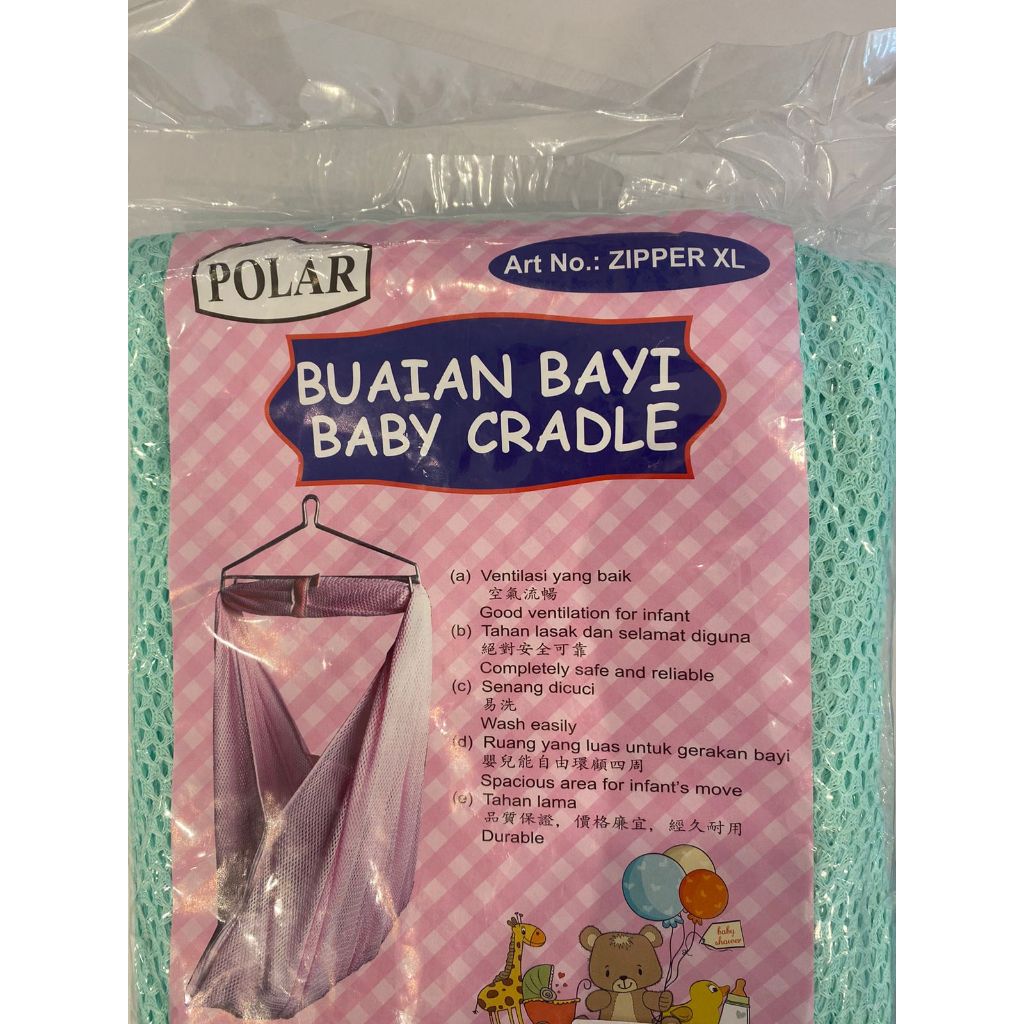 POLAR
Art No.: ZIPPER XL
BUAIAN BAYI
BABY CRADLE
(a) Ventilasi yang baik
空氣流暢
Good ventilation for infant
(b) Tahan lasak dan selamat diguna
絕對安全可靠
Completely safe and reliable
(c) Senang dicuci
易洗
Wash easily
(d) Ruang yang luas untuk gerakan bayi
嬰兒能自由環顧四周
Spacious area for infant's move
(e) Tahan lama
品質保證，價格廉宜，經久耐用
Durable
baby
shower